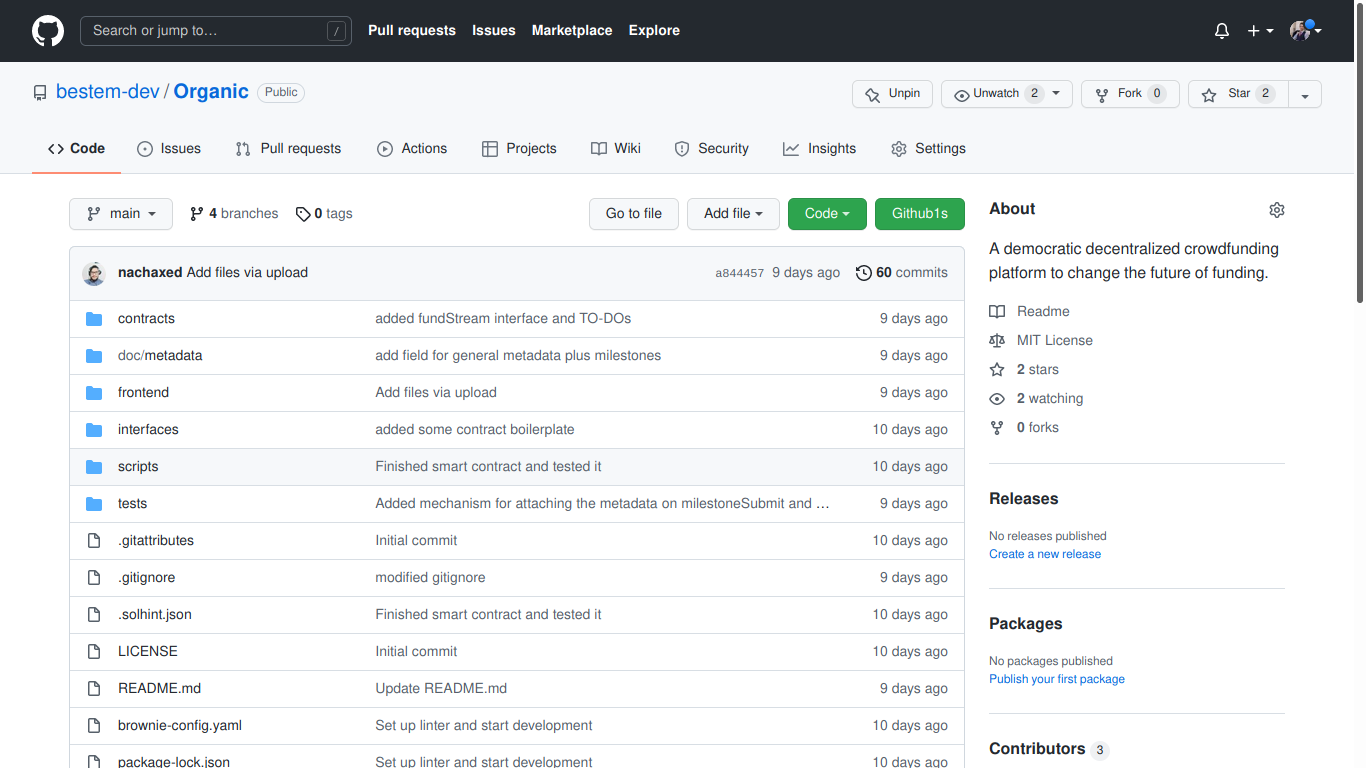 Search or jump to… /
Pull requests Issues Marketplace Explore
bestem-dev / Organic Public
Unpin Unwatch 2 Fork 0 Star 2
Code Issues Pull requests Actions Projects Wiki Security Insights Settings
main 4 branches 0 tags Go to file Add file Code Github1s
nachaxed Add files via upload a844457 9 days ago 60 commits
contracts added fundStream interface and TO-DOs 9 days ago
doc/metadata add field for general metadata plus milestones 9 days ago
frontend Add files via upload 9 days ago
interfaces added some contract boilerplate 10 days ago
scripts Finished smart contract and tested it 10 days ago
tests Added mechanism for attaching the metadata on milestoneSubmit and … 9 days ago
.gitattributes Initial commit 10 days ago
.gitignore modified gitignore 9 days ago
.solhint.json Finished smart contract and tested it 10 days ago
LICENSE Initial commit 10 days ago
README.md Update README.md 9 days ago
brownie-config.yaml Set up linter and start development 10 days ago
package-lock.json Set up linter and start development 10 days ago
About
A democratic decentralized crowdfunding
platform to change the future of funding.
Readme
MIT License
2 stars
2 watching
0 forks
Releases
No releases published
Create a new release
Packages
No packages published
Publish your first package
Contributors 3